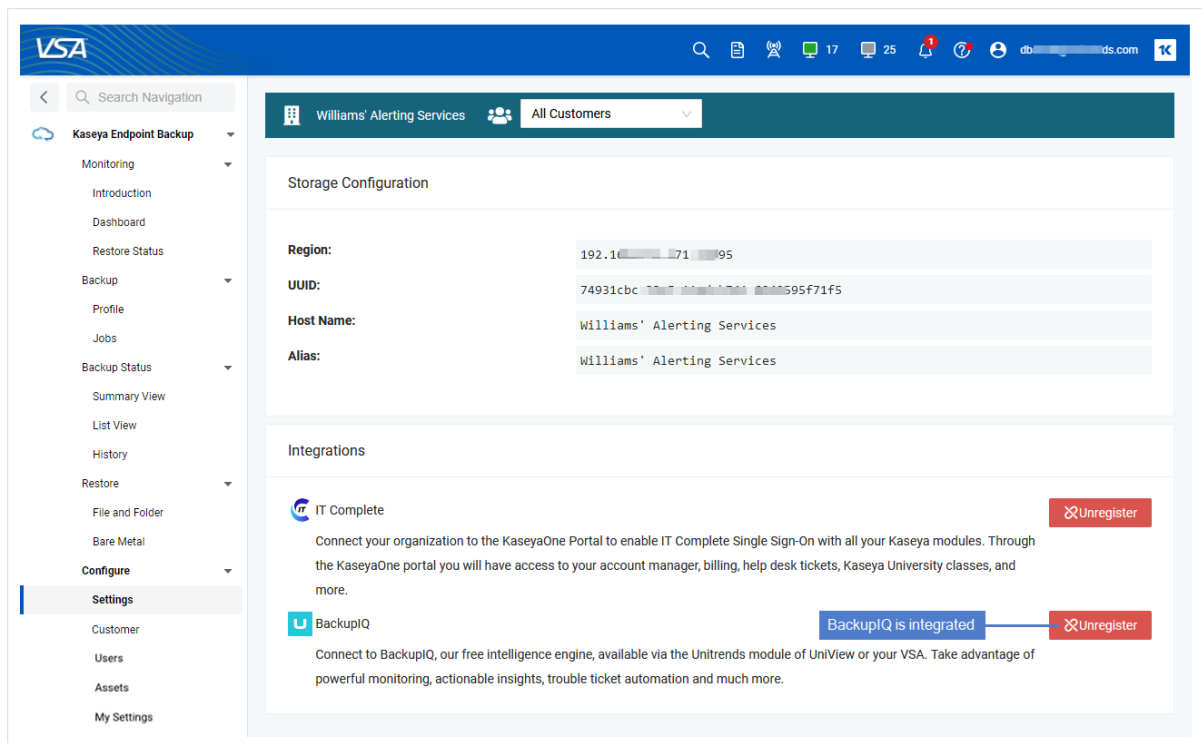 VSA
17
25
1
db
ds.com
Search Navigation
Kaseya Endpoint Backup
Monitoring
Introduction
Dashboard
Restore Status
Backup
Profile
Jobs
Backup Status
Summary View
List View
History
Restore
File and Folder
Bare Metal
Configure
Settings
Customer
Users
Assets
My Settings
Williams' Alerting Services
All Customers
Storage Configuration
Region:
192.1
71
95
UUID:
74931cbc
595f71f5
Host Name:
Williams' Alerting Services
Alias:
Williams' Alerting Services
Integrations
IT Complete
Unregister
Connect your organization to the KaseyaOne Portal to enable IT Complete Single Sign-On with all your Kaseya modules. Through
the KaseyaOne portal you will have access to your account manager, billing, help desk tickets, Kaseya University classes, and
more.
U BackupIQ
BackupIQ is integrated
Unregister
Connect to BackupIQ, our free intelligence engine, available via the Unitrends module of UniView or your VSA. Take advantage of
powerful monitoring, actionable insights, trouble ticket automation and much more.